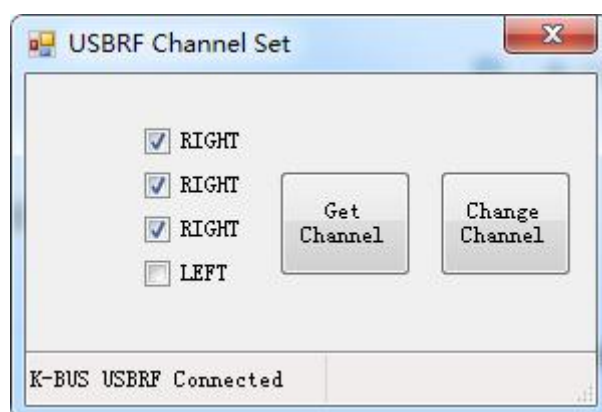 USBRF Channel Set
RIGHT
RIGHT
RIGHT
LEFT
Get
Channel
Change
Channel
K-BUS USBRF Connected